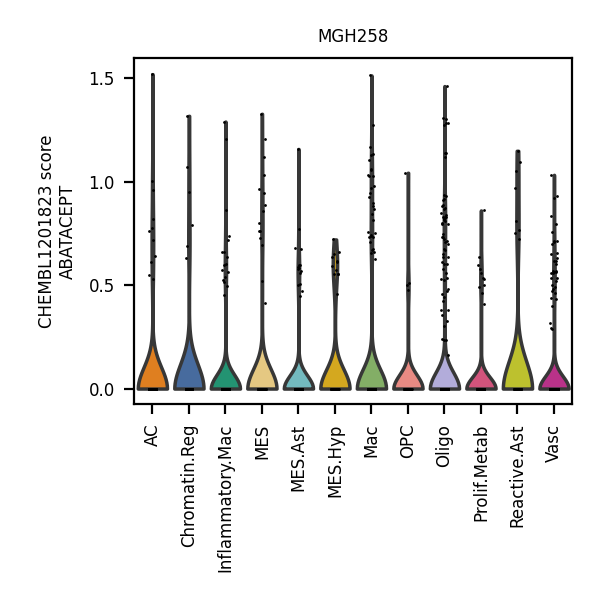 MGH258
CHEMBL1201823 score
ABATACEPT
1.5
1.0
0.5
0.0
AC
Chromatin.Reg
Inflammatory.Mac
MES
MES.Ast
MES.Hyp
Mac
OPC
Oligo
Prolif.Metab
Reactive.Ast
Vasc